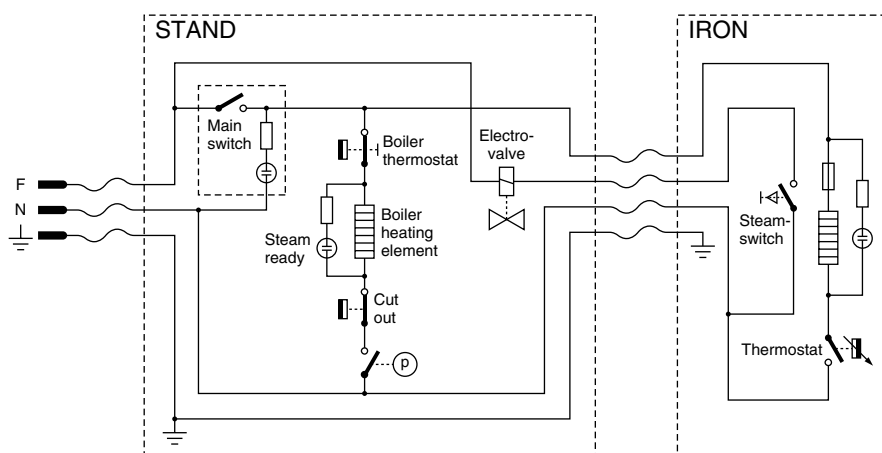 STAND
IRON
Main
switch
Boiler
thermostat
Electro-
valve
F
N
Steam
ready
Boiler
heating
element
Steam-
switch
Cut
out
P
Thermostat